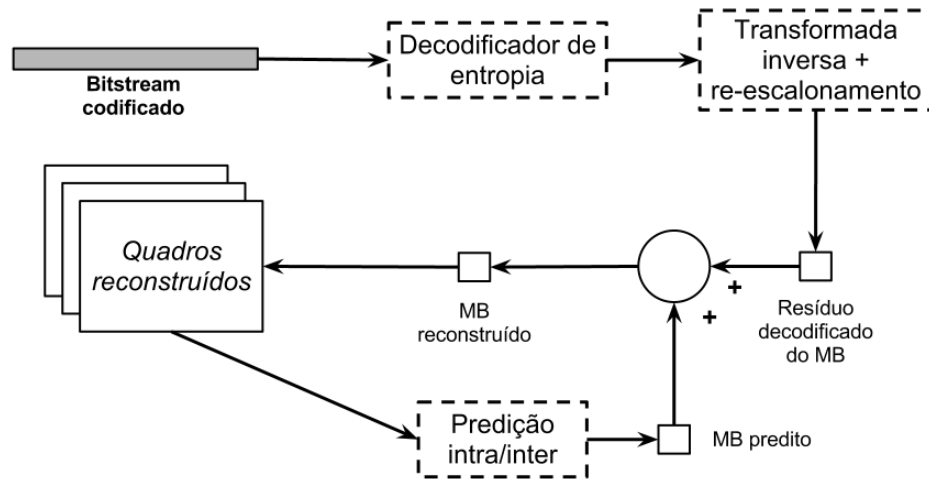 Bitstream
codificado
Decodificador de
entropia
Transformada
inversa +
re-escalonamento
Quadros
reconstruídos
MB
reconstruído
+
+
Resíduo
decodificado
do MB
Predição
intra/inter
MB predito